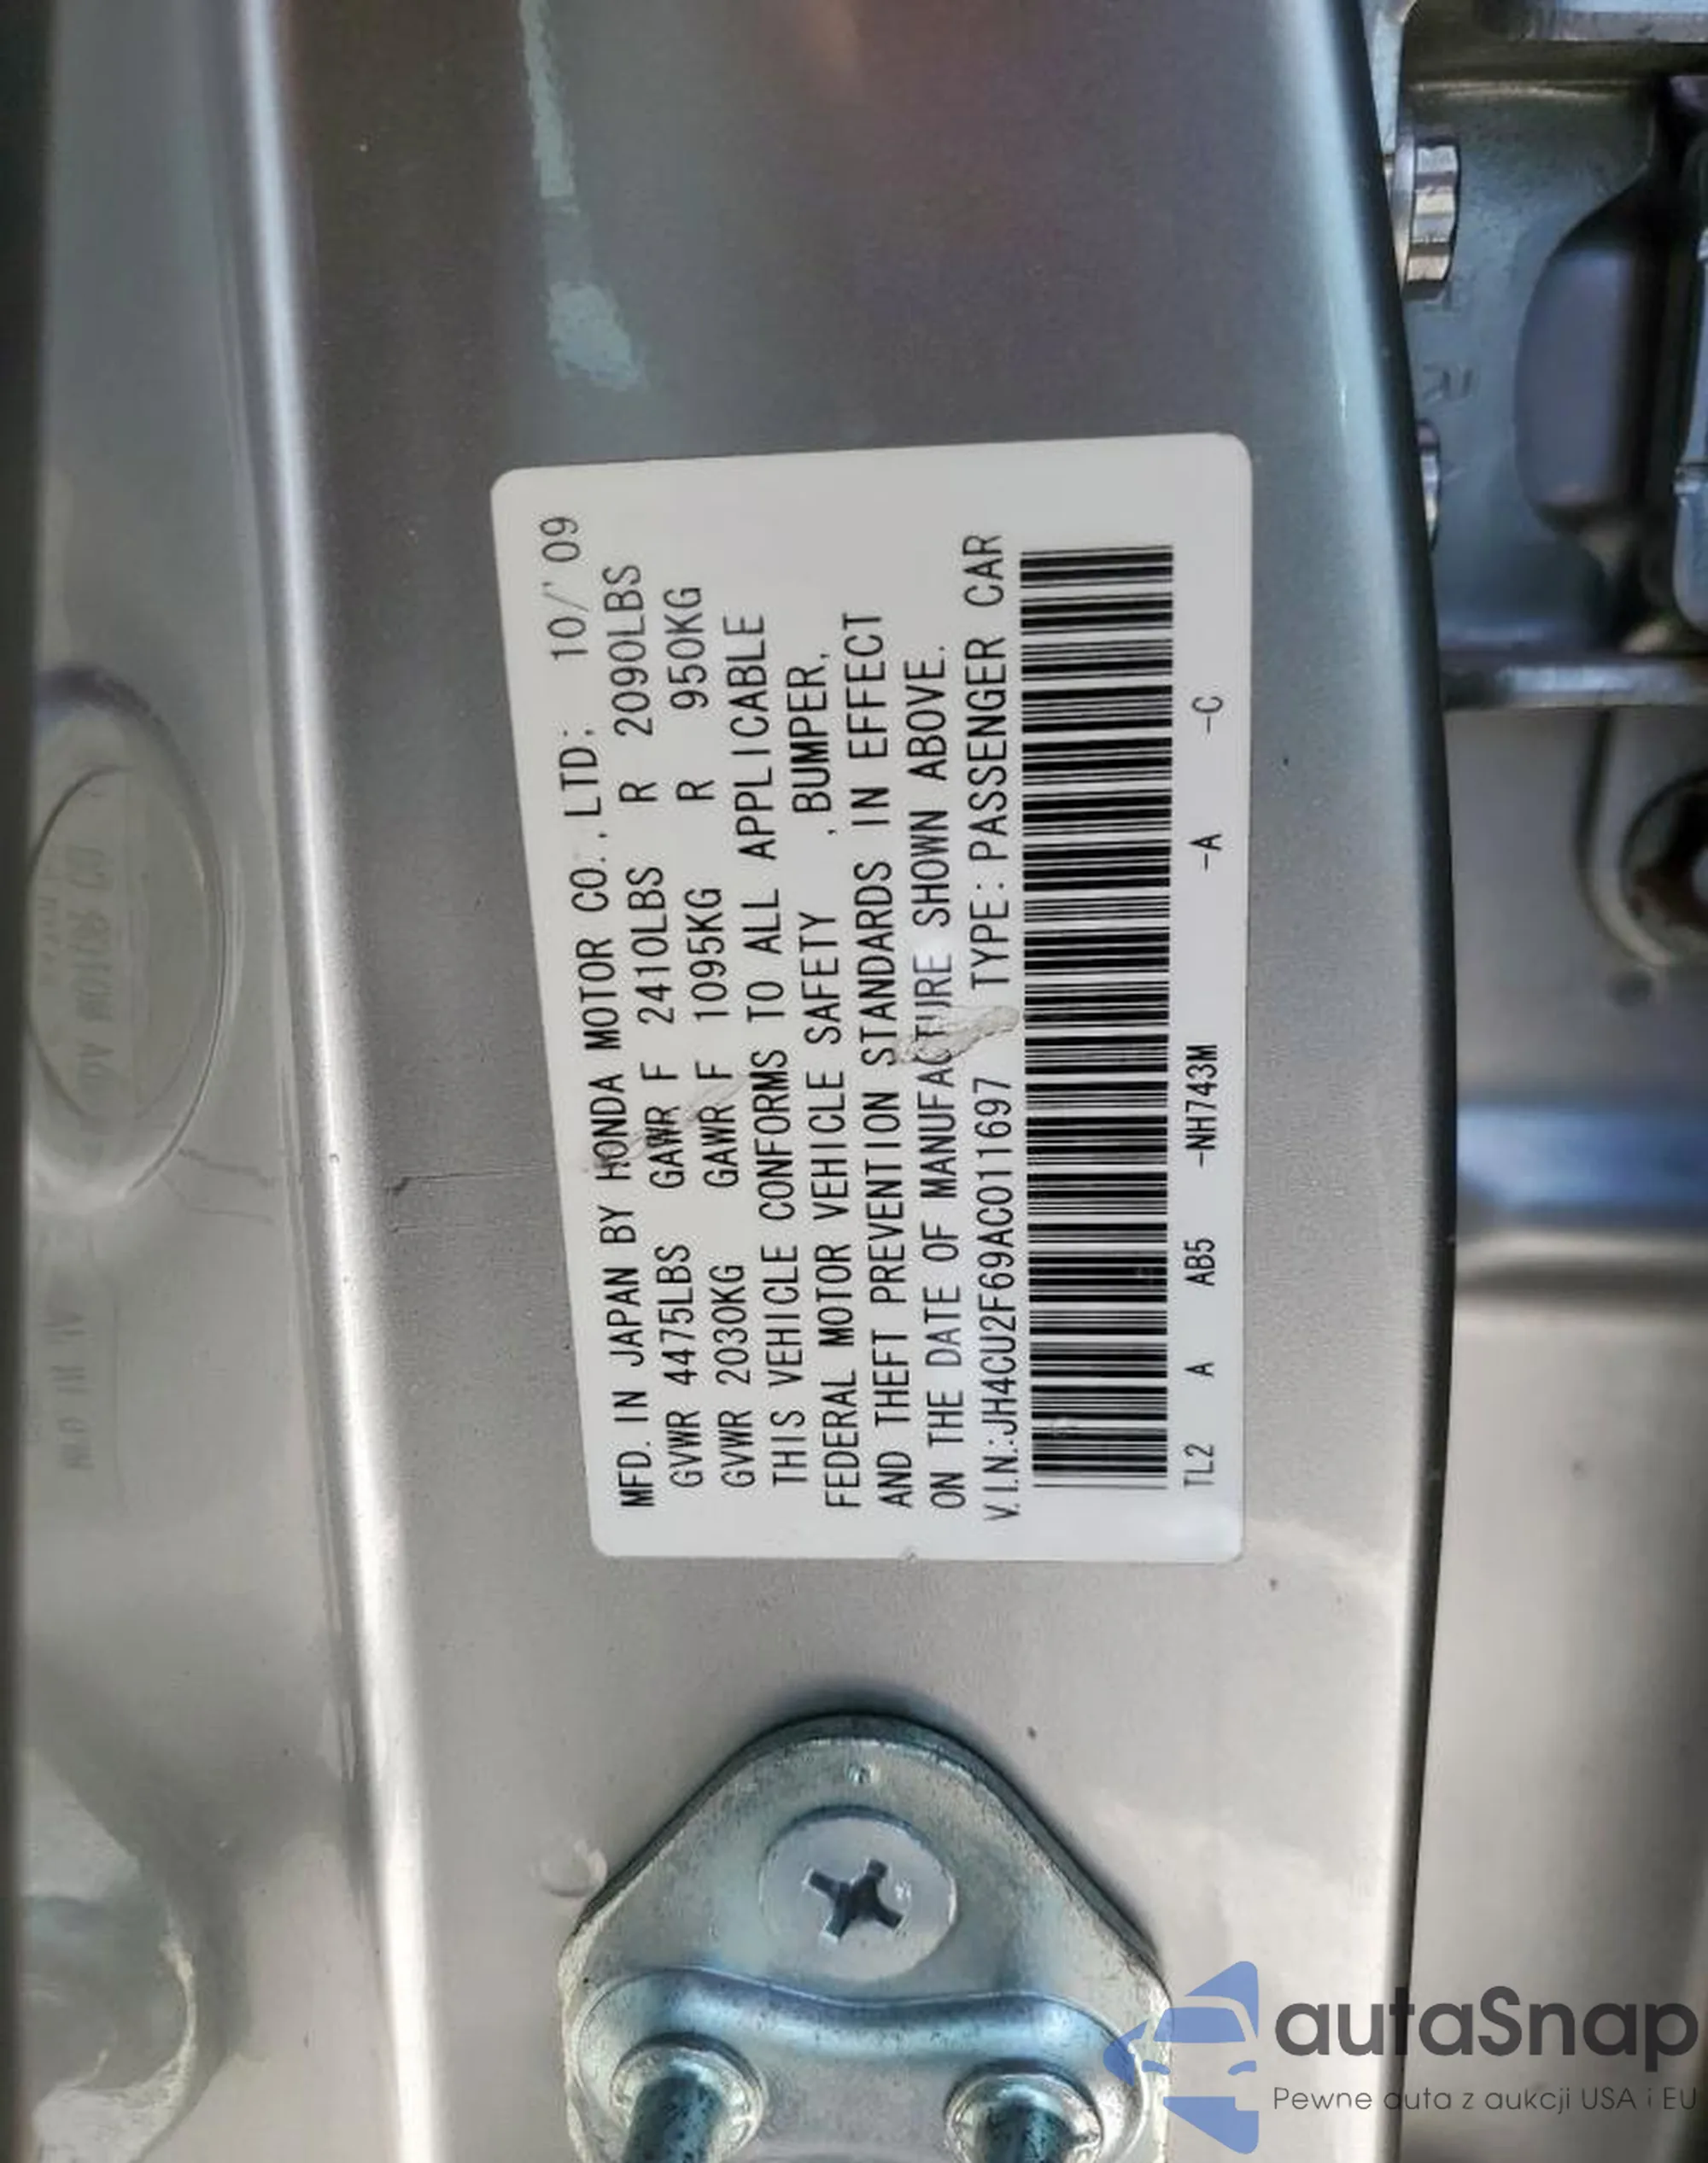 MFD. IN JAPAN BY HONDA MOTOR CO., LTD; 10/'09
GVWR 4475LBS GAWR F 2410LBS R 2090LBS
GVWR 2030KG GAWR F 1095KG R 950KG
THIS VEHICLE CONFORMS TO ALL APPLICABLE
FEDERAL MOTOR VEHICLE SAFETY , BUMPER,
AND THEFT PREVENTION STANDARDS IN EFFECT
ON THE DATE OF MANUFACTURE SHOWN ABOVE.
V.I.N.:JH4CU2F69AC011697 TYPE: PASSENGER CAR
TL2 A AB5 -NH743M -A -C
autaSnap
Pewne auta z aukcji USA i EU